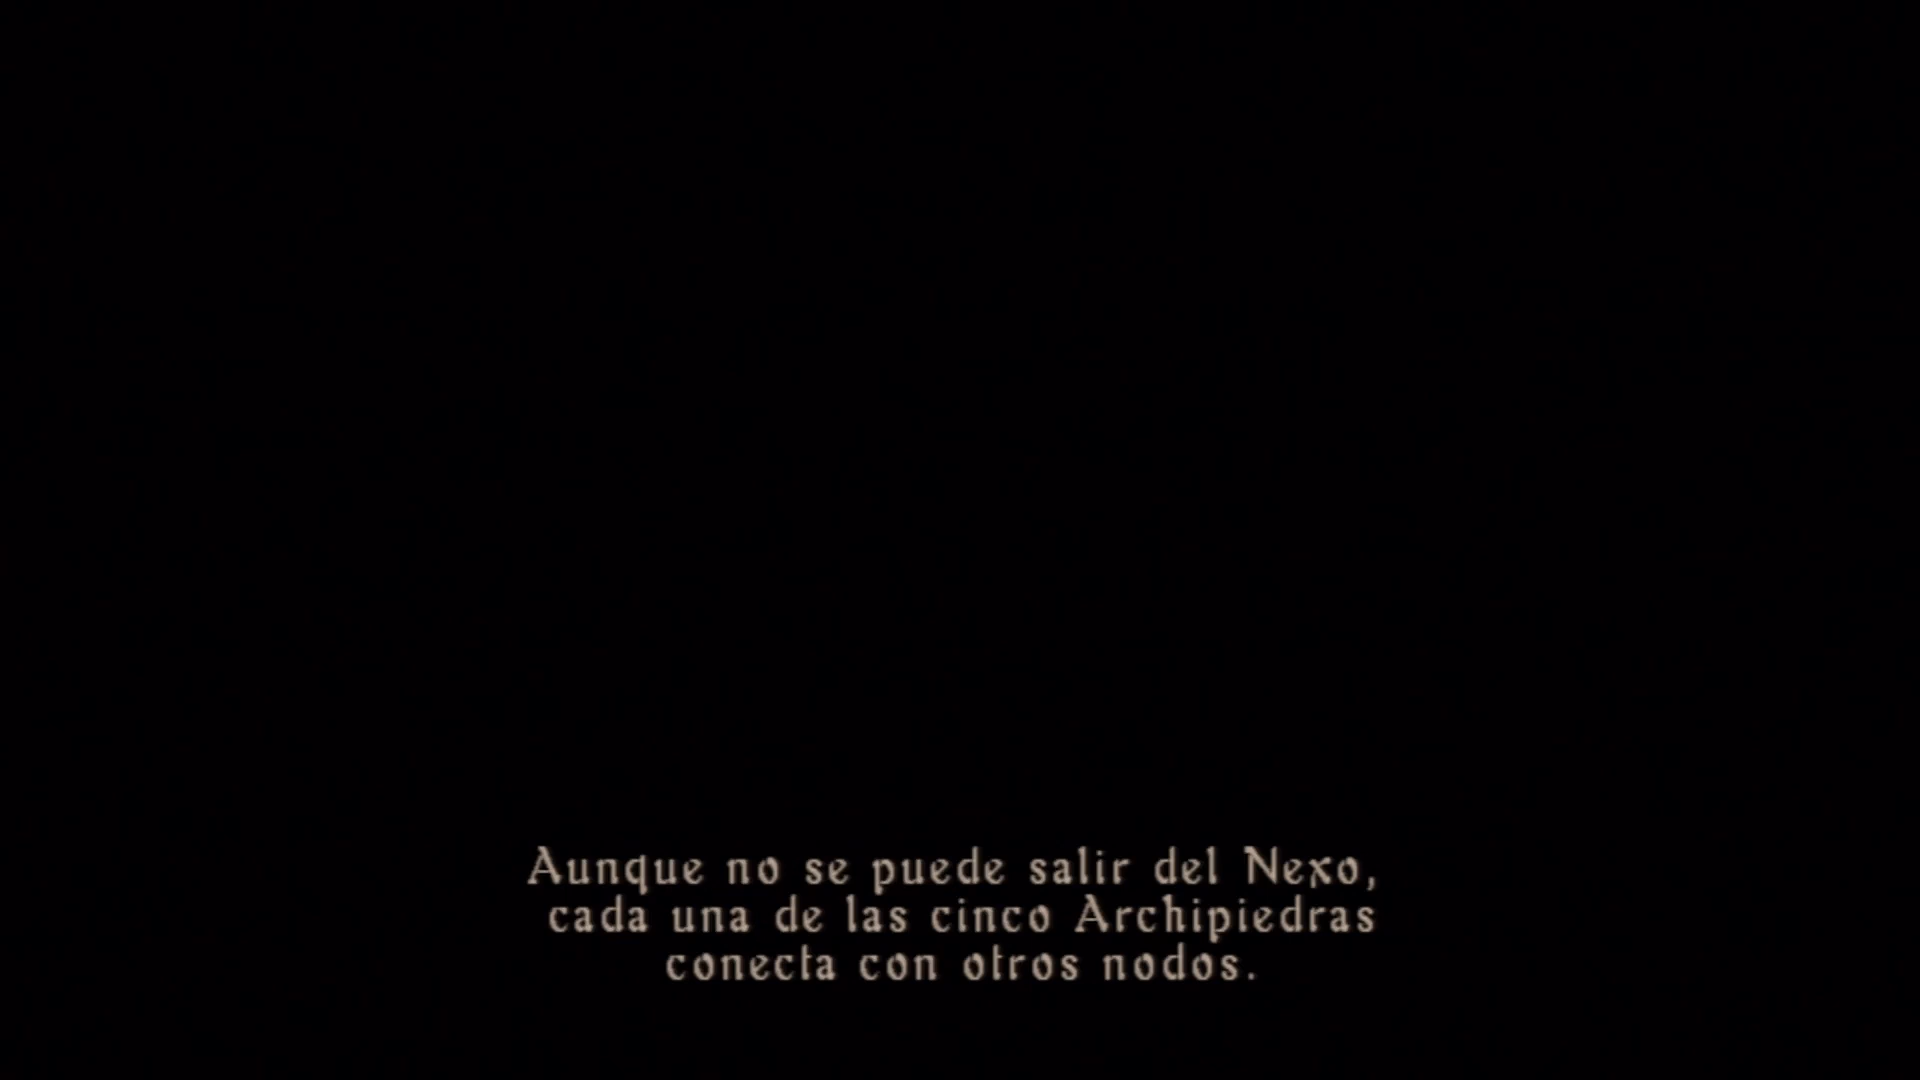 Aunque no se puede salir del Nexo,
cada una de las cinco Archipiedras
conecta con otros nodos.